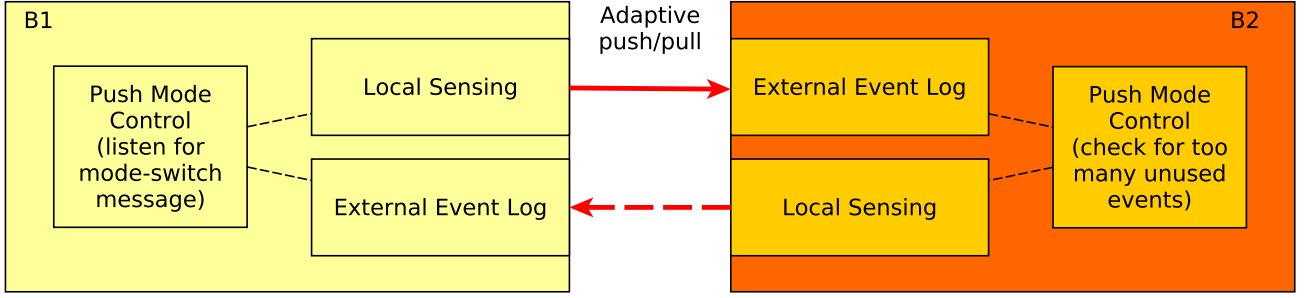 B1
Adaptive
push/pull
B2
Local Sensing
External Event Log
Push Mode
Control
(listen for
mode-switch
message)
Push Mode
Control
(check for too
many unused
events)
External Event Log
Local Sensing